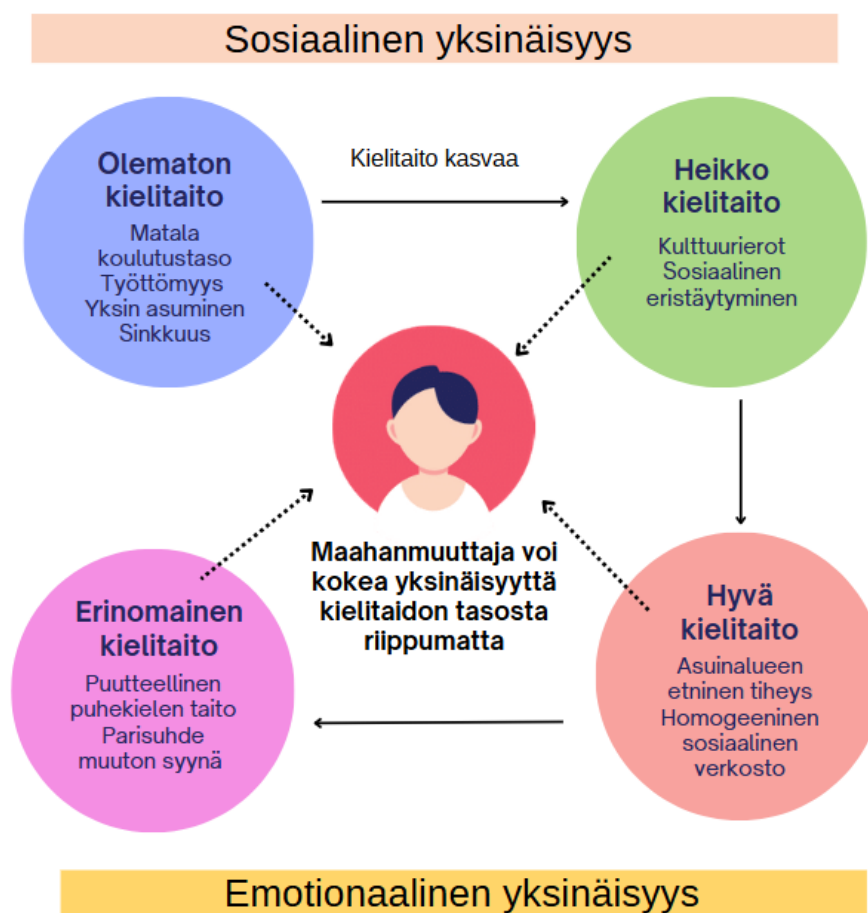 Sosiaalinen yksinäisyys
Olematon
kielitaito
Matala
koulutustaso
Työttömyys
Yksin asuminen
Sinkkuus
Kielitaito kasvaa
Heikko
kielitaito
Kulttuurierot
Sosiaalinen
eristäytyminen
Maahanmuuttaja voi
kokea yksinäisyyttä
kielitaidon tasosta
riippumatta
Erinomainen
kielitaito
Puutteellinen
puhekielen taito
Parisuhde
muuton syynä
Hyvä
kielitaito
Asuinalueen
etninen tiheys
Homogeeninen
sosiaalinen
verkosto
Emotionaalinen yksinäisyys